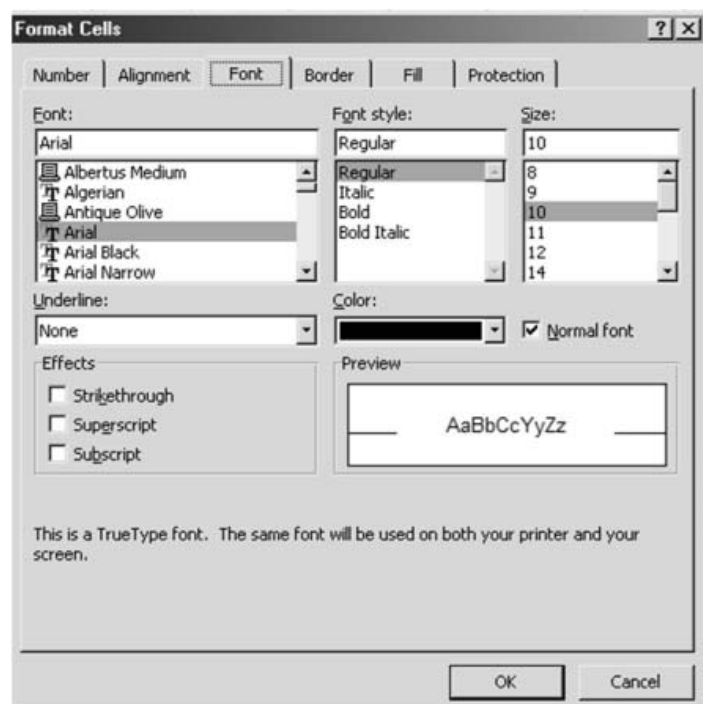 Format Cells
Number Alignment Font Border Fill Protection
Font:
Arial
Albertus Medium
Algerian
Antique Olive
Arial
Arial Black
Arial Narrow
Font style:
Regular
Regular
Italic
Bold
Bold Italic
Size:
10
8
9
10
11
12
14
Underline:
None
Color:
Normal font
Effects
Strikethrough
Superscript
Subscript
Preview
AaBbCcYyZz
This is a TrueType font. The same font will be used on both your printer and your
screen.
OK Cancel